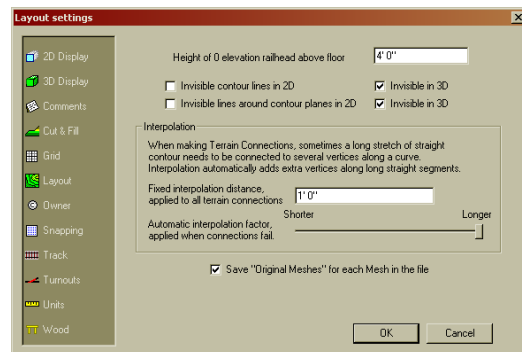 Layout settings
2D Display
3D Display
Comments
Cut & Fill
Grid
Layout
Owner
Snapping
Track
Turnouts
Units
Wood
Height of 0 elevation railhead above floor
4' 0"
Invisible contour lines in 2D
Invisible in 3D
Invisible lines around contour planes in 2D
Invisible in 3D
Interpolation
When making Terrain Connections, sometimes a long stretch of straight
contour needs to be connected to several vertices along a curve.
Interpolation automatically adds extra vertices along long straight segments.
Fixed interpolation distance,
applied to all terrain connections
1' 0"
Shorter
Longer
Automatic interpolation factor,
applied when connections fail.
Save "Original Meshes" for each Mesh in the file
OK
Cancel